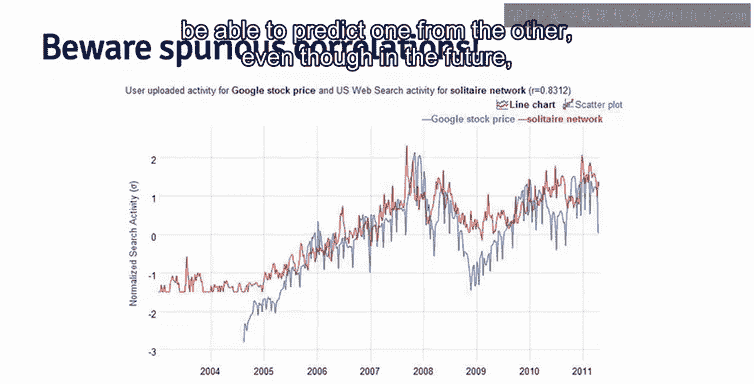 be able to predict one from the other,
Beware spurious correlations!
even though in the future,
User uploaded activity for Google stock price and US Web Search activity for solitaire network (r=0.8312)
Line chart Scatter plot
Google stock price solitaire network
Normalized Search Activity (σ)
2
1
0
-1
-2
-3
2004 2005 2006 2007 2008 2009 2010 2011